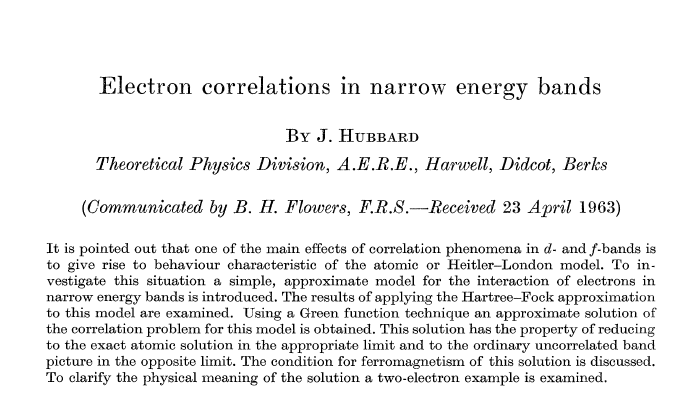 Electron correlations in narrow energy bands
By J. Hubbard
Theoretical Physics Division, A.E.R.E., Harwell, Didcot, Berks
(Communicated by B. H. Flowers, F.R.S.—Received 23 April 1963)
It is pointed out that one of the main effects of correlation phenomena in d- and f-bands is
to give rise to behaviour characteristic of the atomic or Heitler–London model. To in-
vestigate this situation a simple, approximate model for the interaction of electrons in
narrow energy bands is introduced. The results of applying the Hartree–Fock approximation
to this model are examined. Using a Green function technique an approximate solution of
the correlation problem for this model is obtained. This solution has the property of reducing
to the exact atomic solution in the appropriate limit and to the ordinary uncorrelated band
picture in the opposite limit. The condition for ferromagnetism of this solution is discussed.
To clarify the physical meaning of the solution a two-electron example is examined.